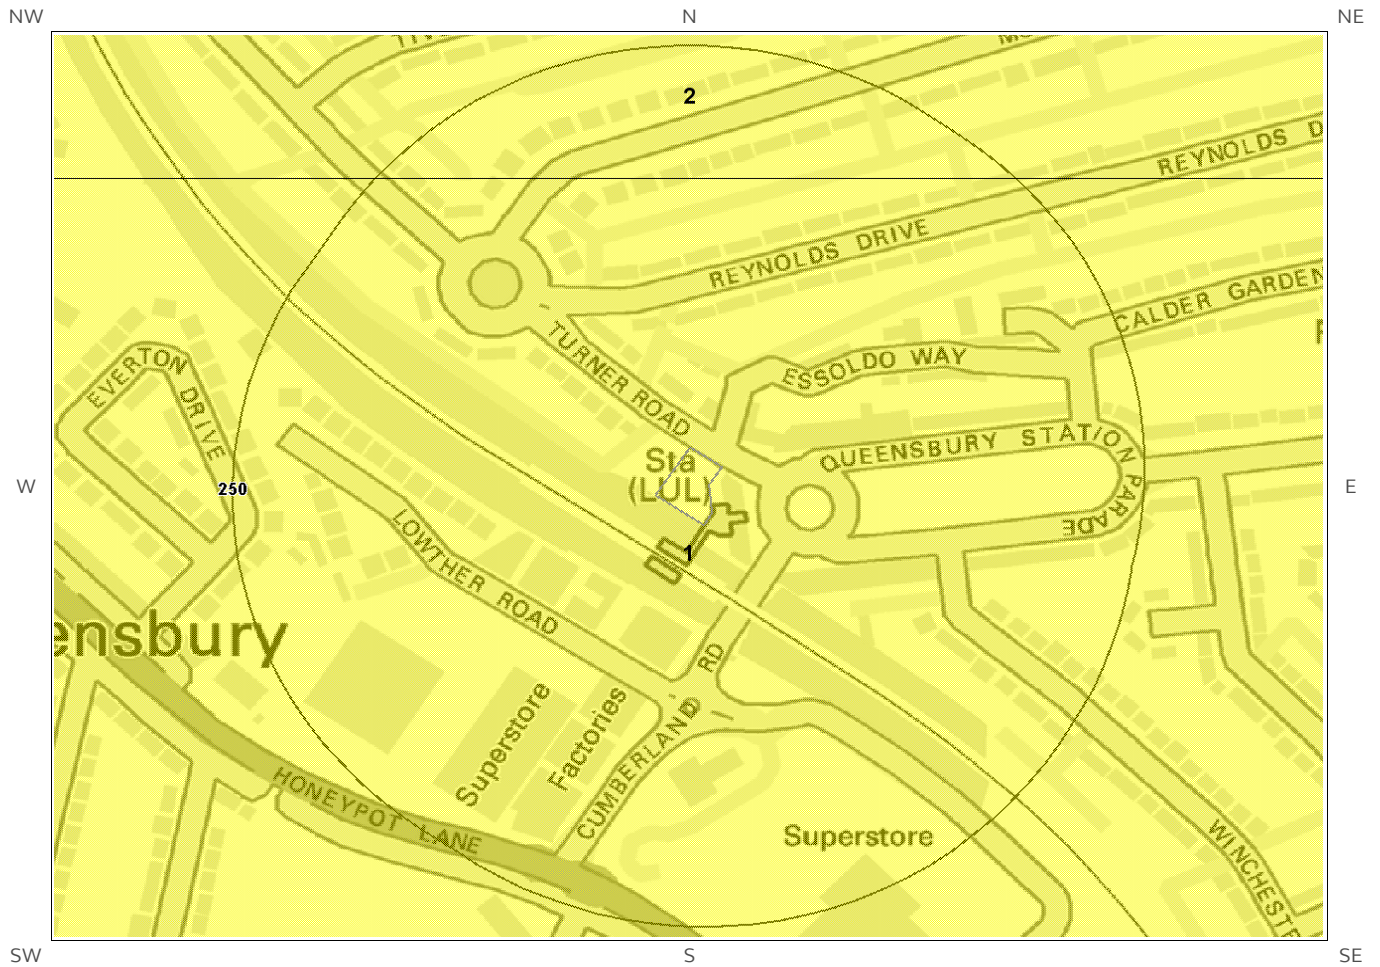 NW
N
NE
2
REYNOLDS D
REYNOLDS DRIVE
CALDER GARDEN
TURNER ROAD
ESSOLDO WAY
EVERTON DRIVE
QUEENSBURY STATION PARADE
Sta
(LUL)
W
250
E
1
LOWTHER ROAD
ensbury
CUMBERLAND RD
Superstore
Factories
HONEYPOT LANE
Superstore
WINCHESTE
SW
S
SE